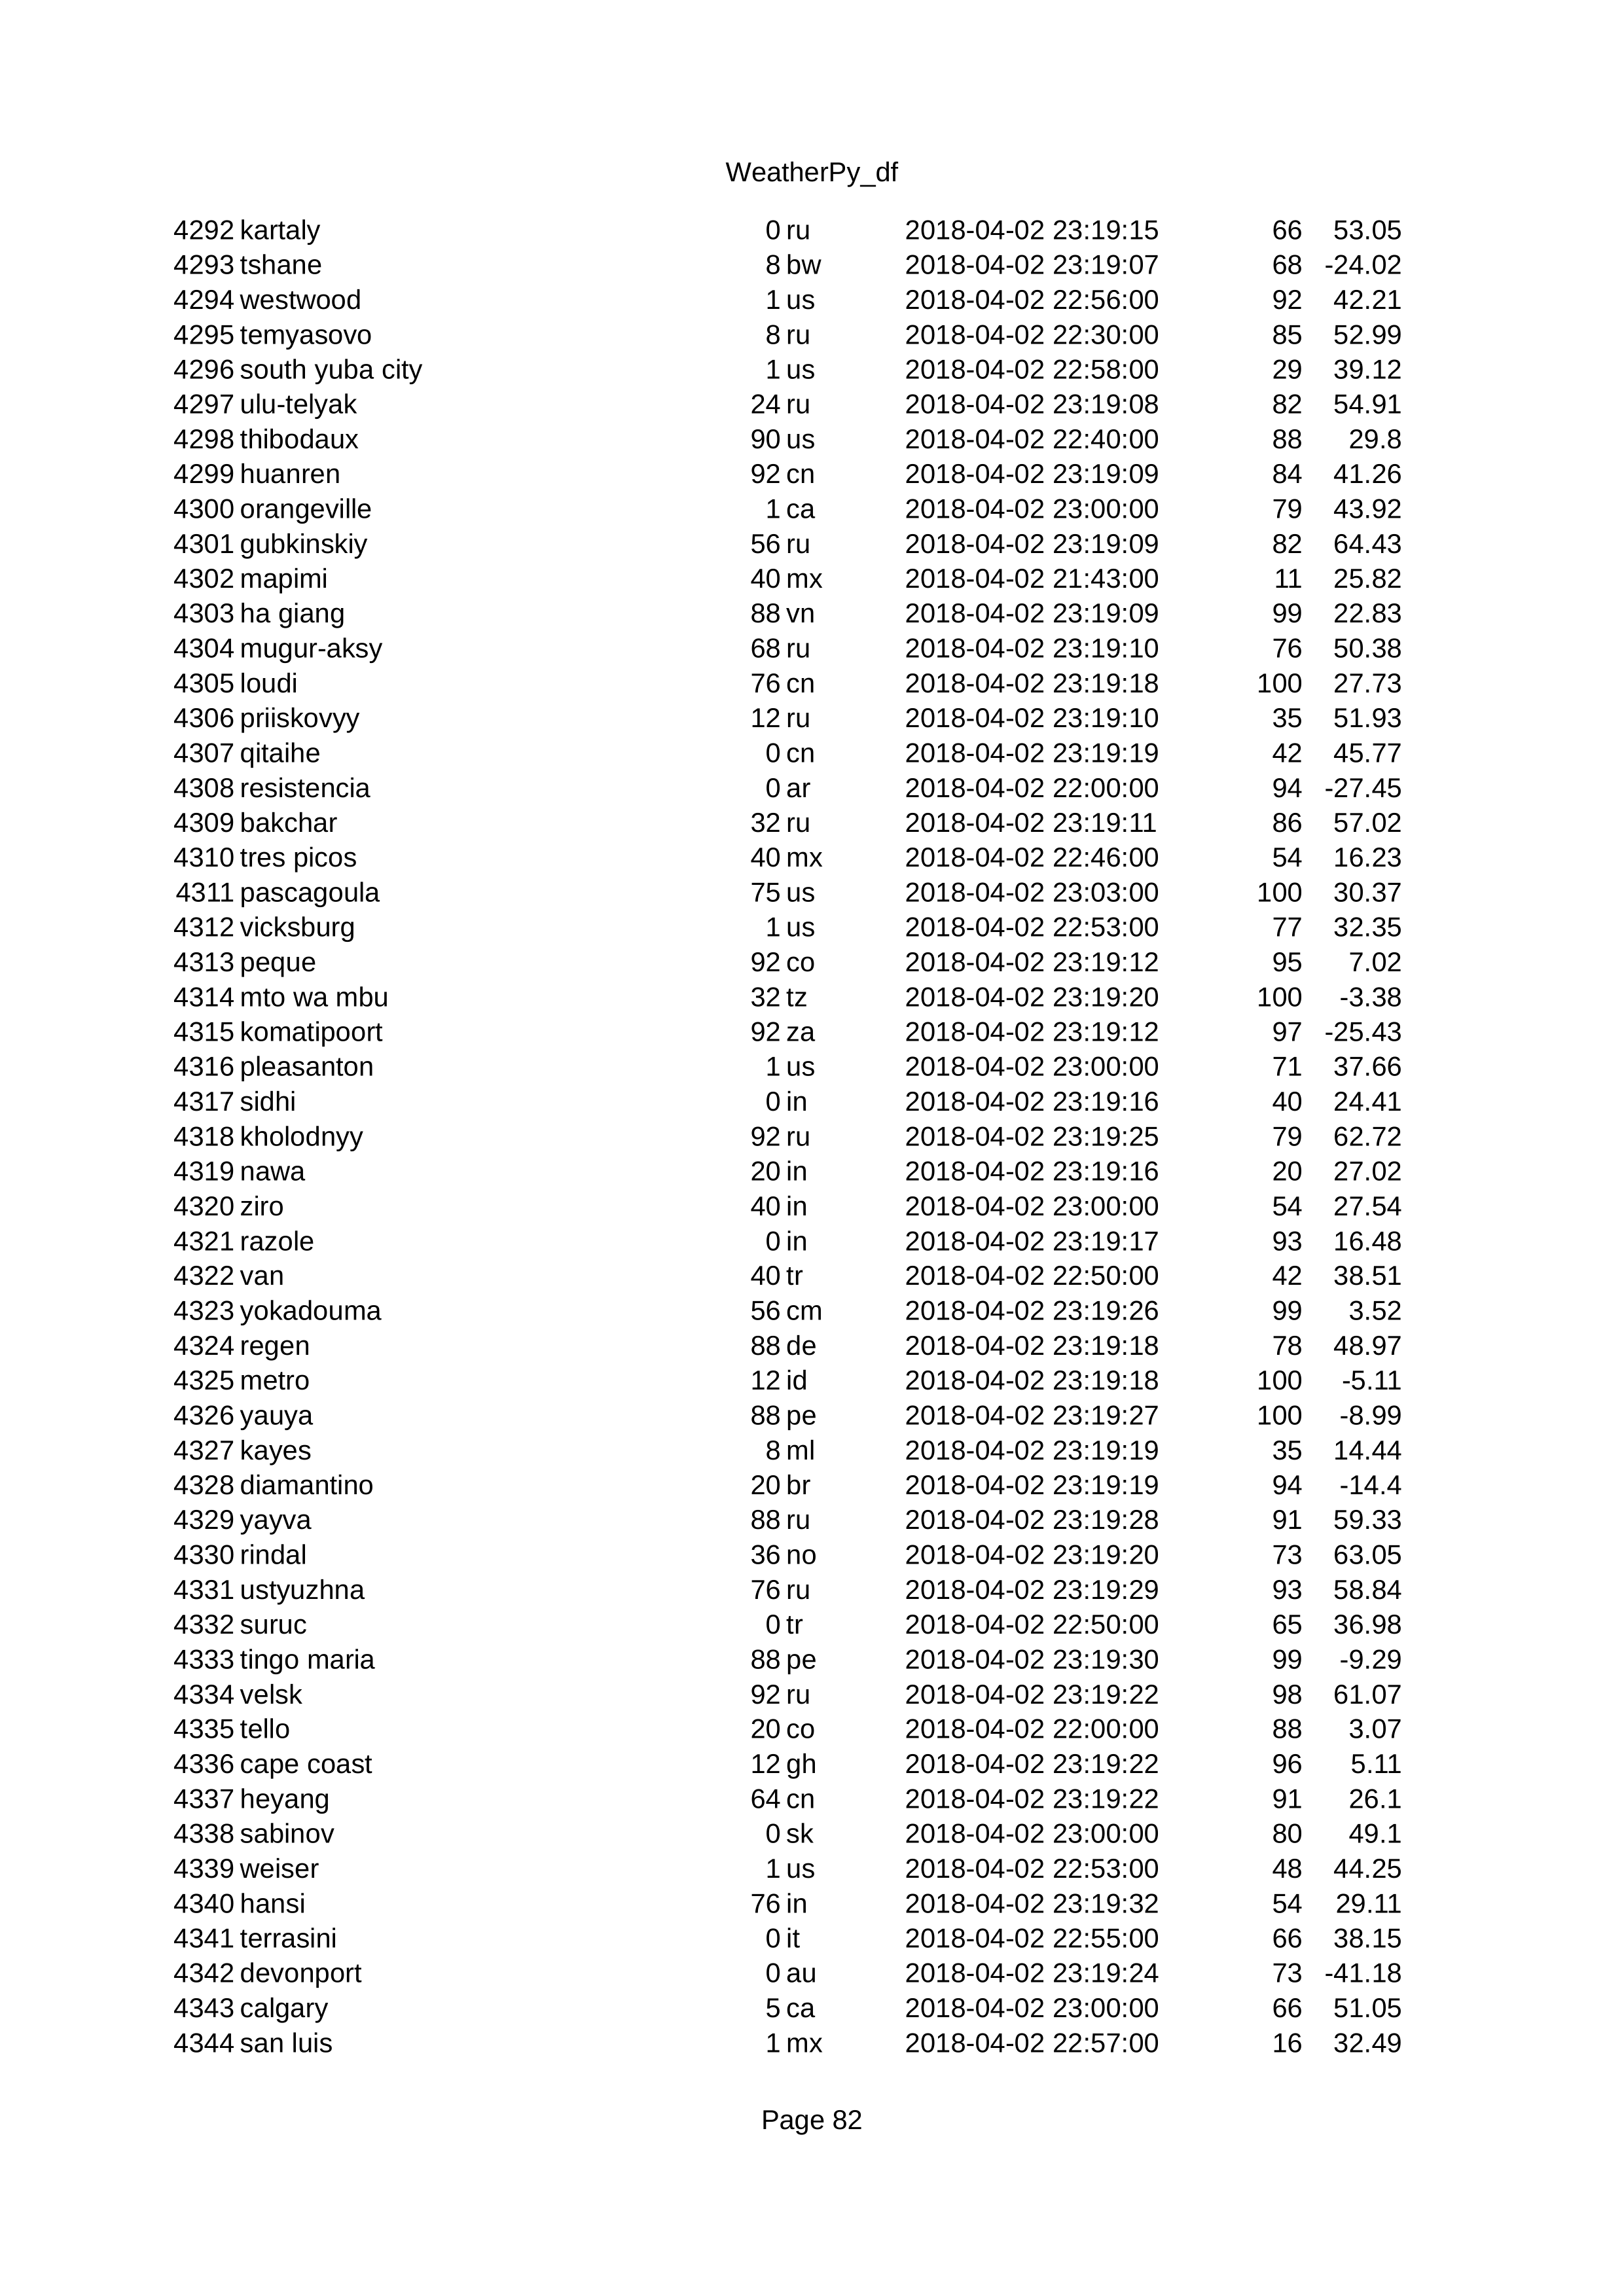 WeatherPy_df
4292 kartaly 0 ru 2018-04-02 23:19:15 66 53.05
4293 tshane 8 bw 2018-04-02 23:19:07 68 -24.02
4294 westwood 1 us 2018-04-02 22:56:00 92 42.21
4295 temyasovo 8 ru 2018-04-02 22:30:00 85 52.99
4296 south yuba city 1 us 2018-04-02 22:58:00 29 39.12
4297 ulu-telyak 24 ru 2018-04-02 23:19:08 82 54.91
4298 thibodaux 90 us 2018-04-02 22:40:00 88 29.8
4299 huanren 92 cn 2018-04-02 23:19:09 84 41.26
4300 orangeville 1 ca 2018-04-02 23:00:00 79 43.92
4301 gubkinskiy 56 ru 2018-04-02 23:19:09 82 64.43
4302 mapimi 40 mx 2018-04-02 21:43:00 11 25.82
4303 ha giang 88 vn 2018-04-02 23:19:09 99 22.83
4304 mugur-aksy 68 ru 2018-04-02 23:19:10 76 50.38
4305 loudi 76 cn 2018-04-02 23:19:18 100 27.73
4306 priiskovyy 12 ru 2018-04-02 23:19:10 35 51.93
4307 qitaihe 0 cn 2018-04-02 23:19:19 42 45.77
4308 resistencia 0 ar 2018-04-02 22:00:00 94 -27.45
4309 bakchar 32 ru 2018-04-02 23:19:11 86 57.02
4310 tres picos 40 mx 2018-04-02 22:46:00 54 16.23
4311 pascagoula 75 us 2018-04-02 23:03:00 100 30.37
4312 vicksburg 1 us 2018-04-02 22:53:00 77 32.35
4313 peque 92 co 2018-04-02 23:19:12 95 7.02
4314 mto wa mbu 32 tz 2018-04-02 23:19:20 100 -3.38
4315 komatipoort 92 za 2018-04-02 23:19:12 97 -25.43
4316 pleasanton 1 us 2018-04-02 23:00:00 71 37.66
4317 sidhi 0 in 2018-04-02 23:19:16 40 24.41
4318 kholodnyy 92 ru 2018-04-02 23:19:25 79 62.72
4319 nawa 20 in 2018-04-02 23:19:16 20 27.02
4320 ziro 40 in 2018-04-02 23:00:00 54 27.54
4321 razole 0 in 2018-04-02 23:19:17 93 16.48
4322 van 40 tr 2018-04-02 22:50:00 42 38.51
4323 yokadouma 56 cm 2018-04-02 23:19:26 99 3.52
4324 regen 88 de 2018-04-02 23:19:18 78 48.97
4325 metro 12 id 2018-04-02 23:19:18 100 -5.11
4326 yauya 88 pe 2018-04-02 23:19:27 100 -8.99
4327 kayes 8 ml 2018-04-02 23:19:19 35 14.44
4328 diamantino 20 br 2018-04-02 23:19:19 94 -14.4
4329 yayva 88 ru 2018-04-02 23:19:28 91 59.33
4330 rindal 36 no 2018-04-02 23:19:20 73 63.05
4331 ustyuzhna 76 ru 2018-04-02 23:19:29 93 58.84
4332 suruc 0 tr 2018-04-02 22:50:00 65 36.98
4333 tingo maria 88 pe 2018-04-02 23:19:30 99 -9.29
4334 velsk 92 ru 2018-04-02 23:19:22 98 61.07
4335 tello 20 co 2018-04-02 22:00:00 88 3.07
4336 cape coast 12 gh 2018-04-02 23:19:22 96 5.11
4337 heyang 64 cn 2018-04-02 23:19:22 91 26.1
4338 sabinov 0 sk 2018-04-02 23:00:00 80 49.1
4339 weiser 1 us 2018-04-02 22:53:00 48 44.25
4340 hansi 76 in 2018-04-02 23:19:32 54 29.11
4341 terrasini 0 it 2018-04-02 22:55:00 66 38.15
4342 devonport 0 au 2018-04-02 23:19:24 73 -41.18
4343 calgary 5 ca 2018-04-02 23:00:00 66 51.05
4344 san luis 1 mx 2018-04-02 22:57:00 16 32.49
Page 82